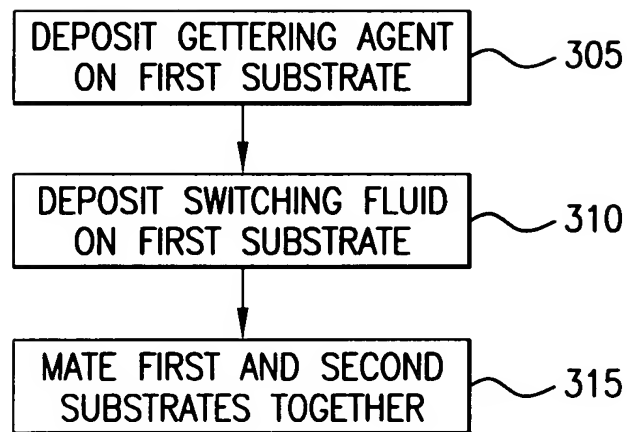 DEPOSIT GETTERING AGENT
ON FIRST SUBSTRATE
305
DEPOSIT SWITCHING FLUID
ON FIRST SUBSTRATE
310
MATE FIRST AND SECOND
SUBSTRATES TOGETHER
315